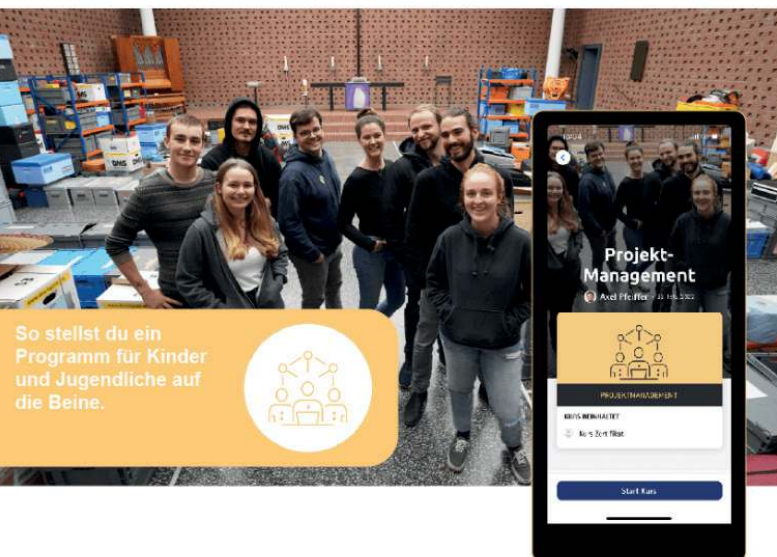 So stellst du ein
Programm für Kinder
und Jugendliche auf
die Beine.
Projekt-
Management
Axel Pfeiffer
PROJEKTMANAGEMENT
KURS BEINHALTET
Start Kurs